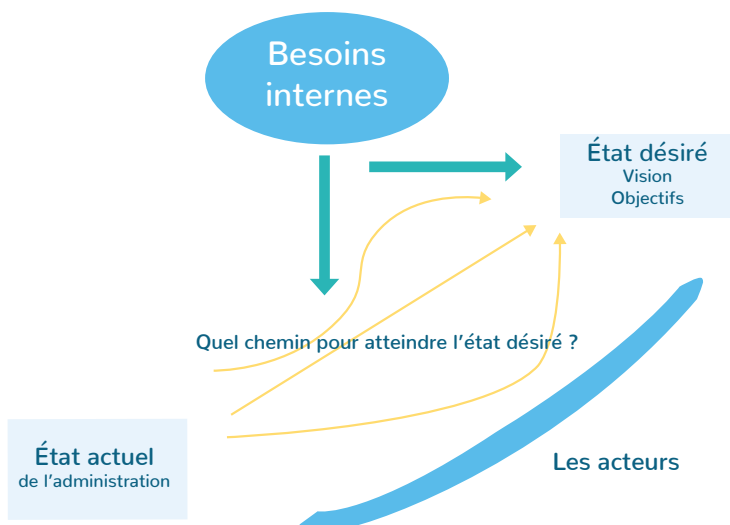 Besoins
internes
État désiré
Vision
Objectifs
Quel chemin pour atteindre l’état désiré ?
État actuel
de l’administration
Les acteurs